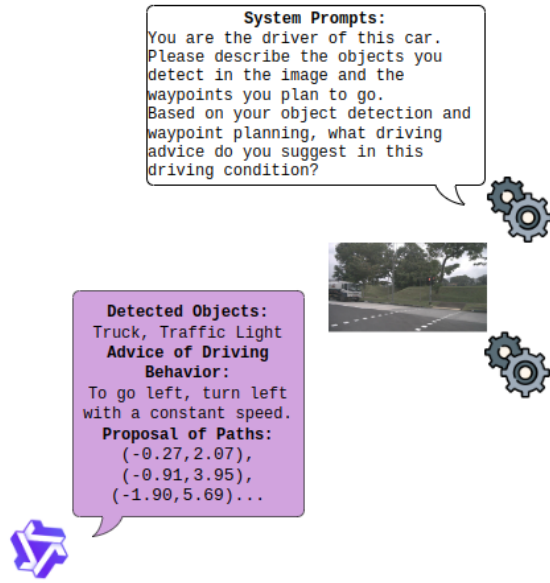 System Prompts:
You are the driver of this car.
Please describe the objects you
detect in the image and the
waypoints you plan to go.
Based on your object detection and
waypoint planning, what driving
advice do you suggest in this
driving condition?
Detected Objects:
Truck, Traffic Light
Advice of Driving
Behavior:
To go left, turn left
with a constant speed.
Proposal of Paths:
(-0.27,2.07),
(-0.91,3.95),
(-1.90,5.69)...